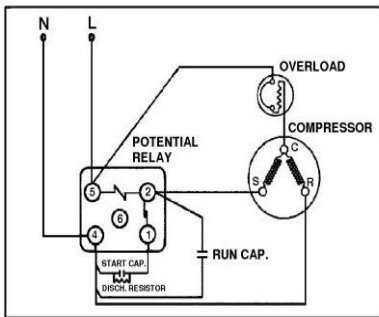 N L
OVERLOAD
COMPRESSOR
POTENTIAL
RELAY
C
S R
5 2
6
4 1
START CAP.
DISCH. RESISTOR
RUN CAP.